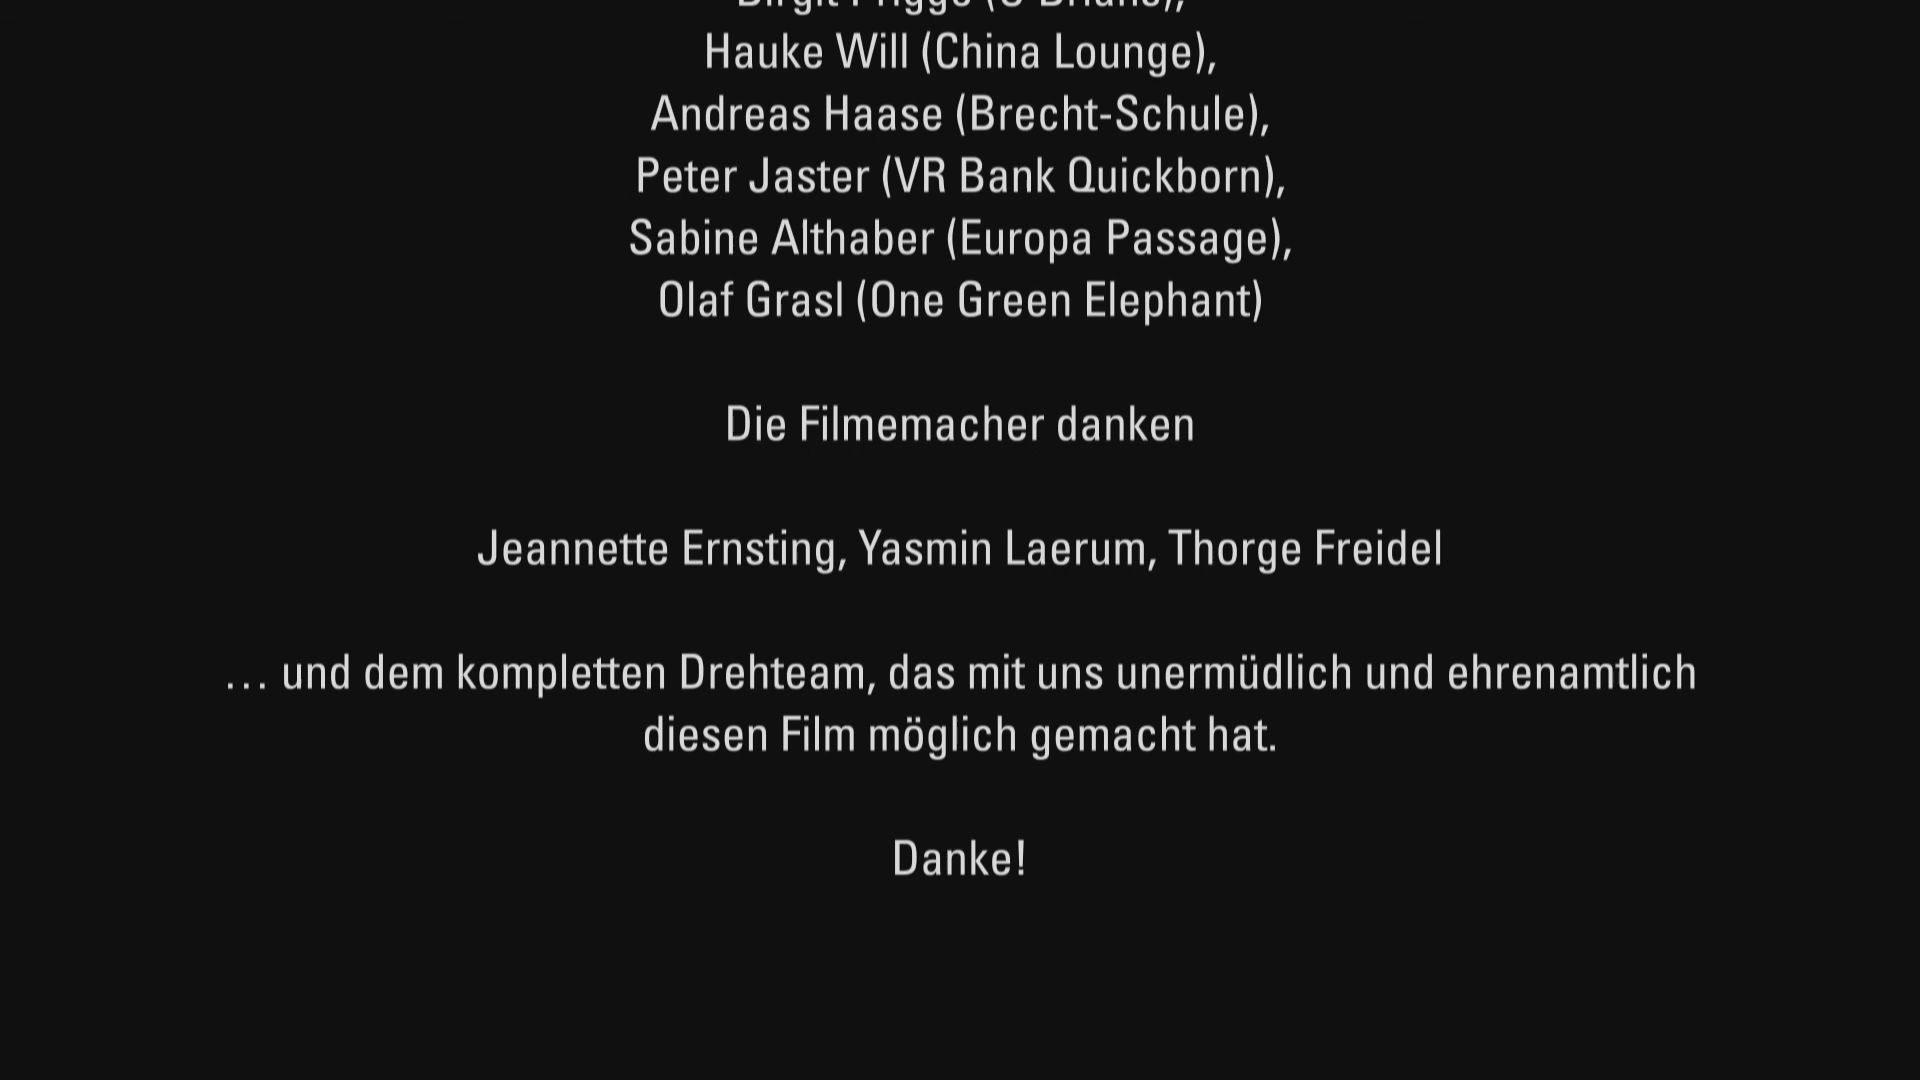 Hauke Will (China Lounge),
Andreas Haase (Brecht-Schule),
Peter Jaster (VR Bank Quickborn),
Sabine Althaber (Europa Passage),
Olaf Grasl (One Green Elephant)
Die Filmemacher danken
Jeannette Ernsting, Yasmin Laerum, Thorge Freidel
… und dem kompletten Drehteam, das mit uns unermüdlich und ehrenamtlich
diesen Film möglich gemacht hat.
Danke!